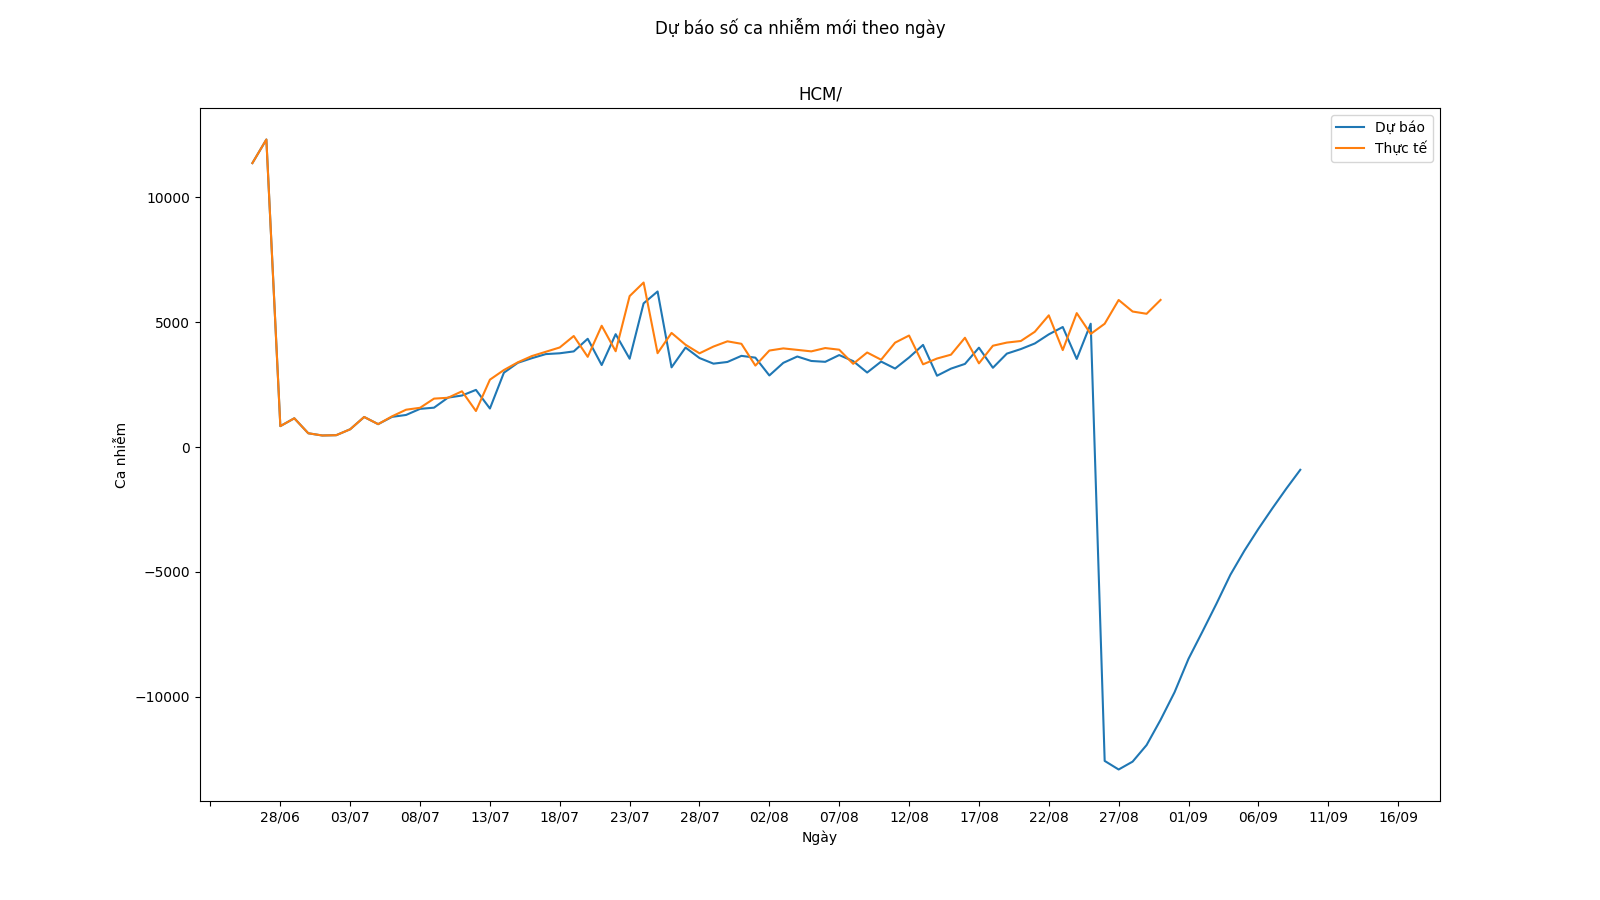 Dự báo số ca nhiễm mới theo ngày
HCM/
Dự báo
Thực tế
10000
5000
0
−5000
−10000
Ca nhiễm
28/06 03/07 08/07 13/07 18/07 23/07 28/07 02/08 07/08 12/08 17/08 22/08 27/08 01/09 06/09 11/09 16/09
Ngày